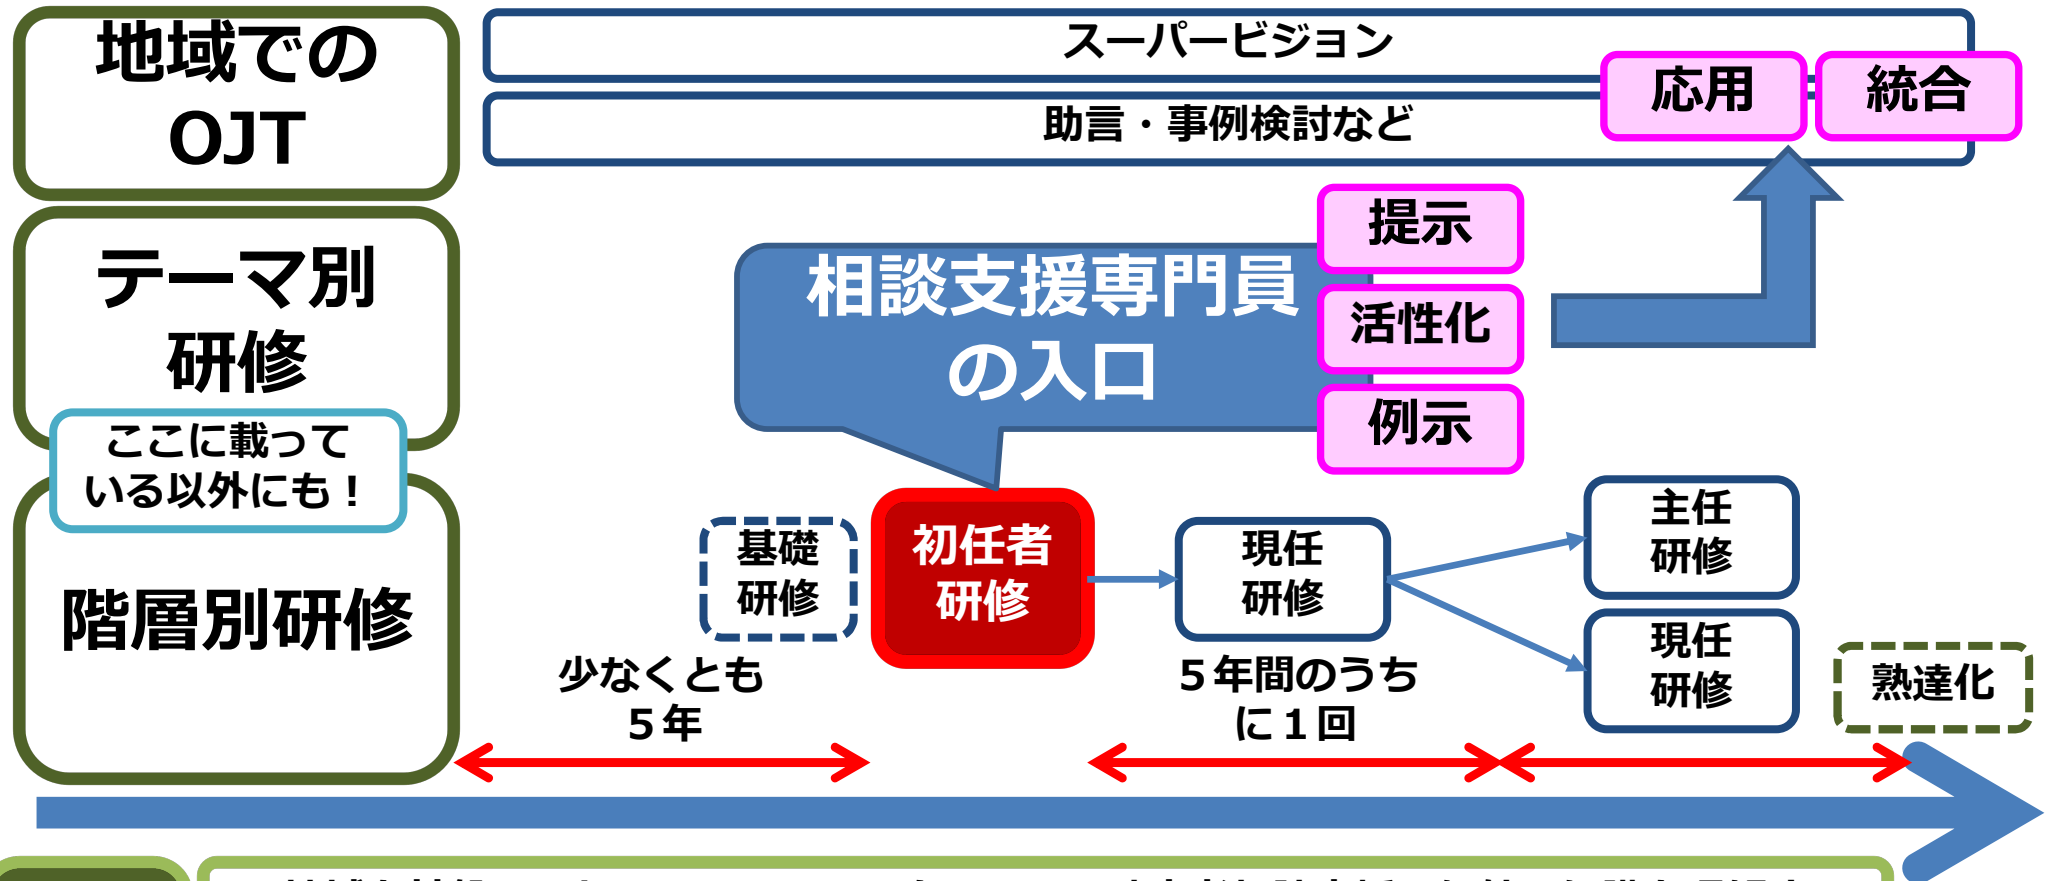 地域での
OJT
スーパービジョン
助言・事例検討など
応用
統合
テーマ別
研修
相談支援専門員
の入口
提示
活性化
例示
ここに載って
いる以外にも！
階層別研修
基礎
研修
初任者
研修
現任
研修
主任
研修
現任
研修
熟達化
少なくとも
５年
５年間のうち
に１回